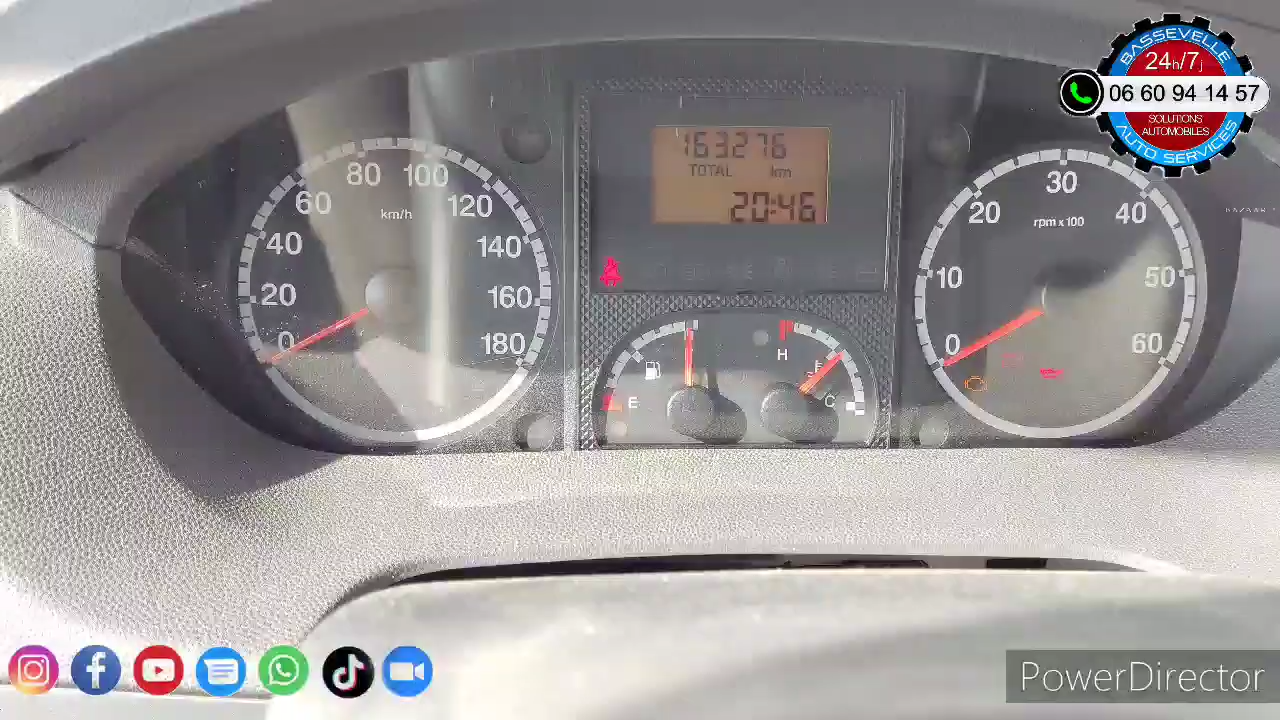 BASSEVELLE
24h/7j
06 60 94 14 57
SOLUTIONS
AUTOMOBILES
AUTO SERVICES
163276
TOTAL km
20:46
0
20
40
60
80
100
120
140
160
180
km/h
E
H
C
0
10
20
30
40
50
60
rpm x 100
PowerDirector